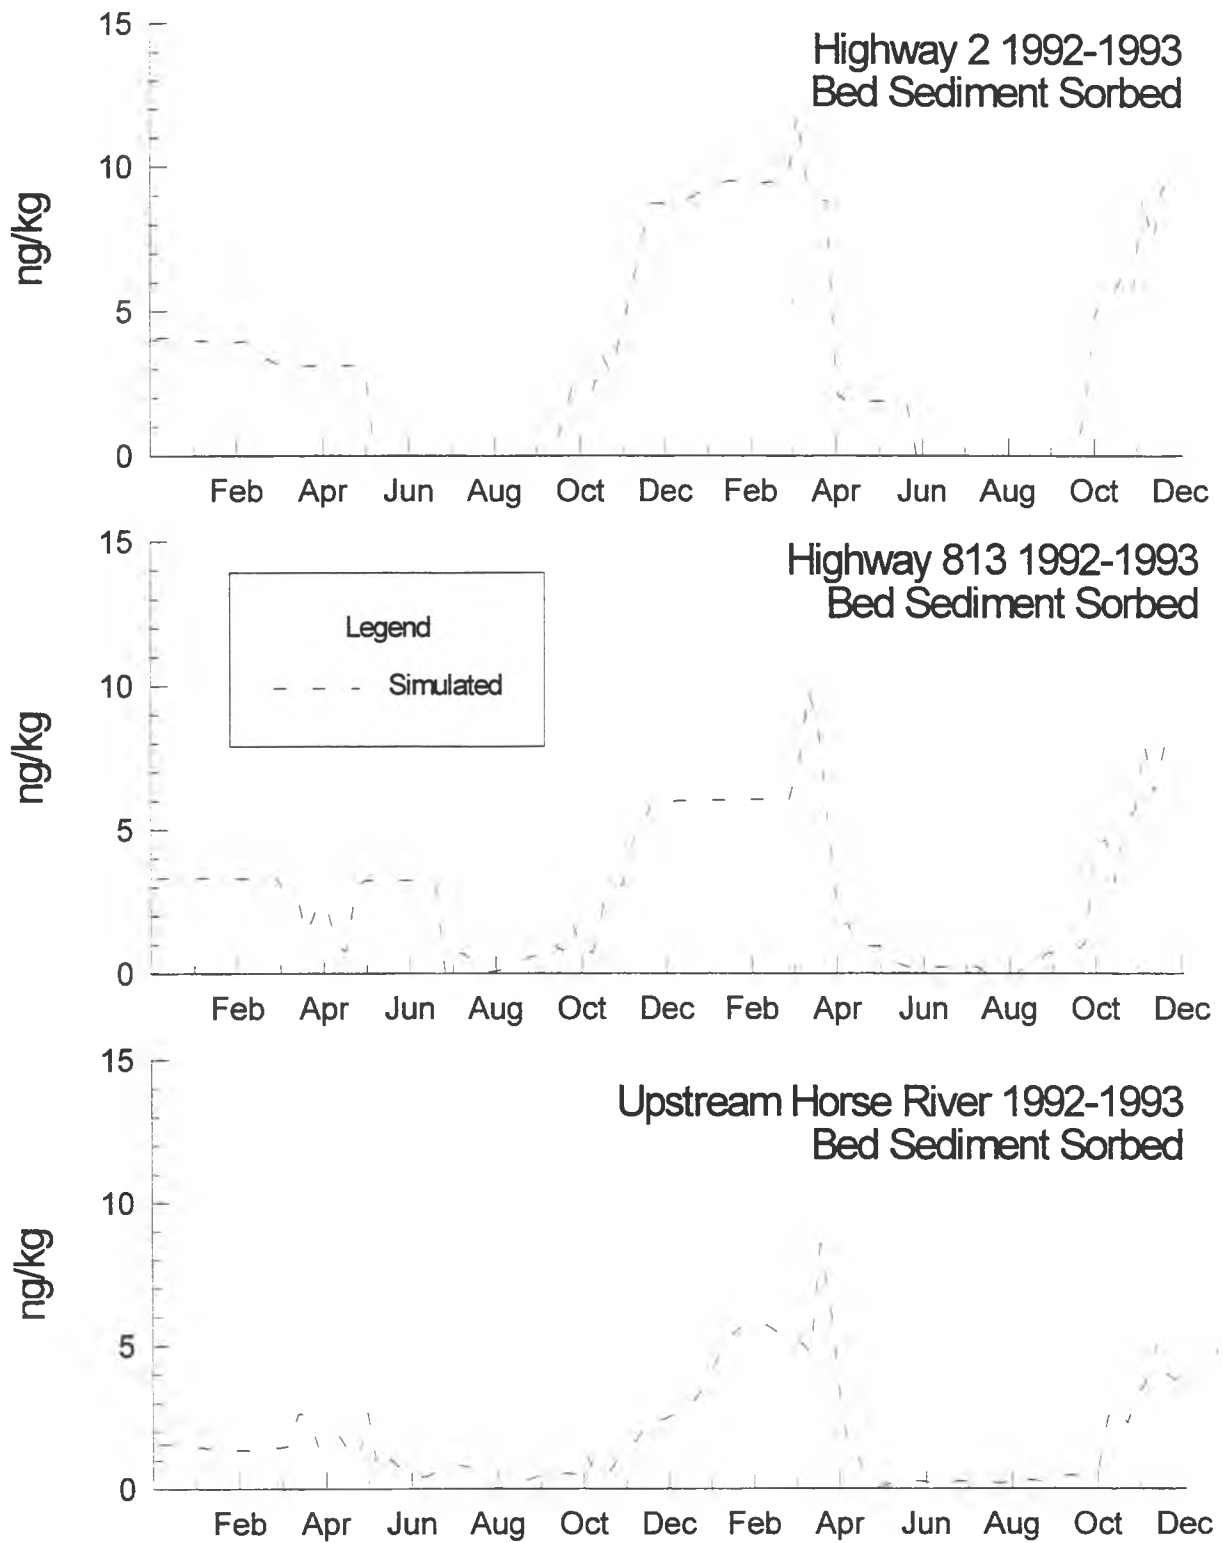 15
Highway 2 1992-1993
Bed Sediment Sorbed
10
ng/kg
5
0
Feb Apr Jun Aug Oct Dec Feb Apr Jun Aug Oct Dec
15
Highway 813 1992-1993
Bed Sediment Sorbed
Legend
Simulated
10
ng/kg
5
0
Feb Apr Jun Aug Oct Dec Feb Apr Jun Aug Oct Dec
15
Upstream Horse River 1992-1993
Bed Sediment Sorbed
10
ng/kg
5
0
Feb Apr Jun Aug Oct Dec Feb Apr Jun Aug Oct Dec